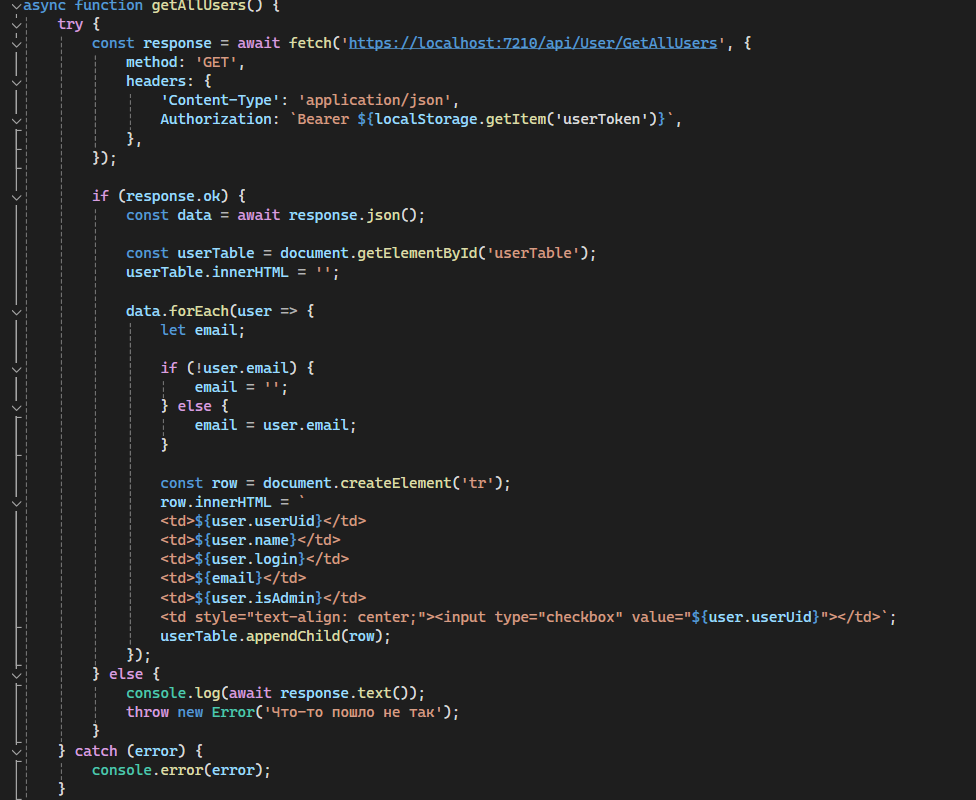 async function getAllUsers() {
    try {
        const response = await fetch('https://localhost:7210/api/User/GetAllUsers', {
            method: 'GET',
            headers: {
                'Content-Type': 'application/json',
                Authorization: `Bearer ${localStorage.getItem('userToken')}`,
            },
        });

        if (response.ok) {
            const data = await response.json();

            const userTable = document.getElementById('userTable');
            userTable.innerHTML = '';

            data.forEach(user => {
                let email;

                if (!user.email) {
                    email = '';
                } else {
                    email = user.email;
                }

                const row = document.createElement('tr');
                row.innerHTML = `
                <td>${user.userUid}</td>
                <td>${user.name}</td>
                <td>${user.login}</td>
                <td>${email}</td>
                <td>${user.isAdmin}</td>
                <td style="text-align: center;"><input type="checkbox" value="${user.userUid}"></td>`;
                userTable.appendChild(row);
            });
        } else {
            console.log(await response.text());
            throw new Error('Что-то пошло не так');
        }
    } catch (error) {
        console.error(error);
    }